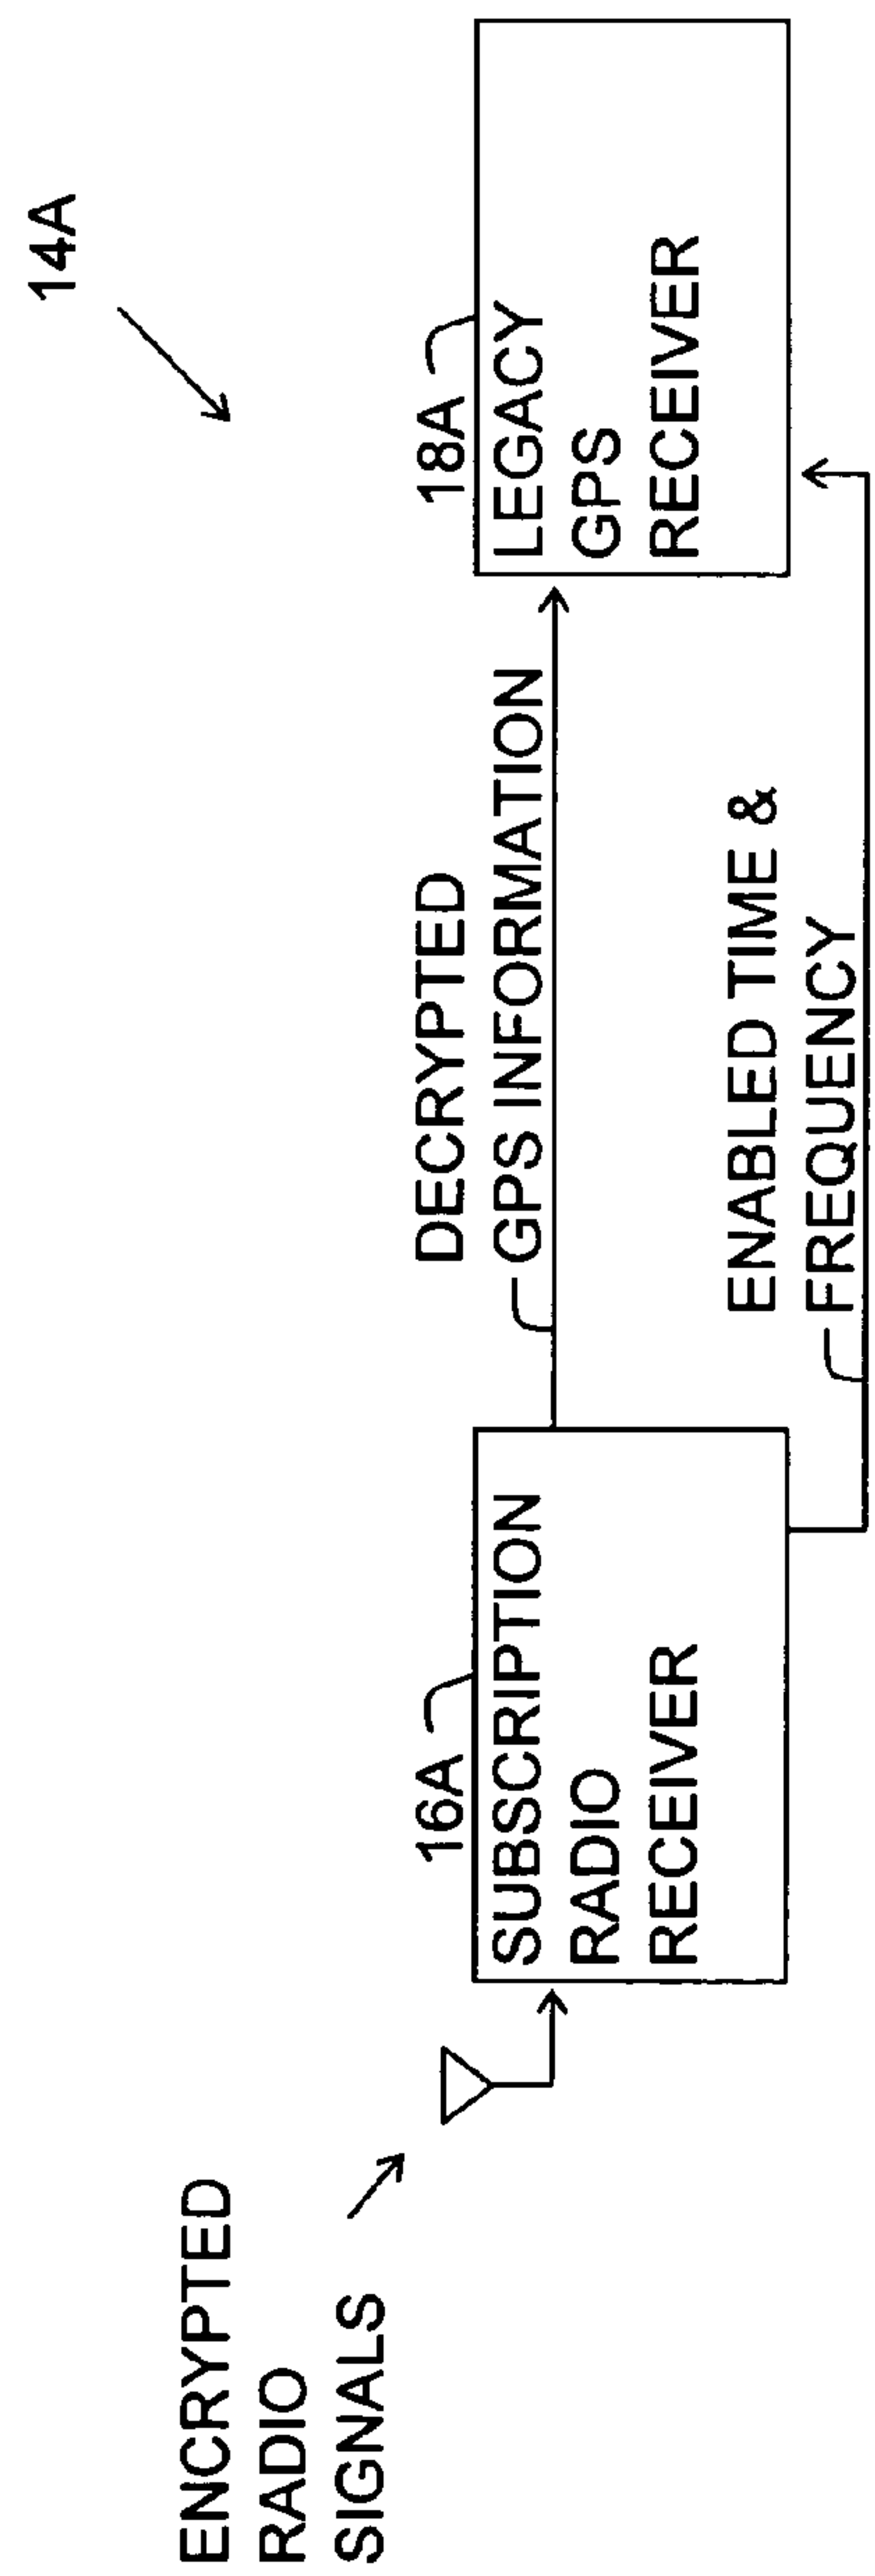 14A
ENCRYPTED
RADIO
SIGNALS
16A
SUBSCRIPTION
RADIO
RECEIVER
DECRYPTED
GPS INFORMATION
ENABLED TIME &
FREQUENCY
18A
LEGACY
GPS
RECEIVER